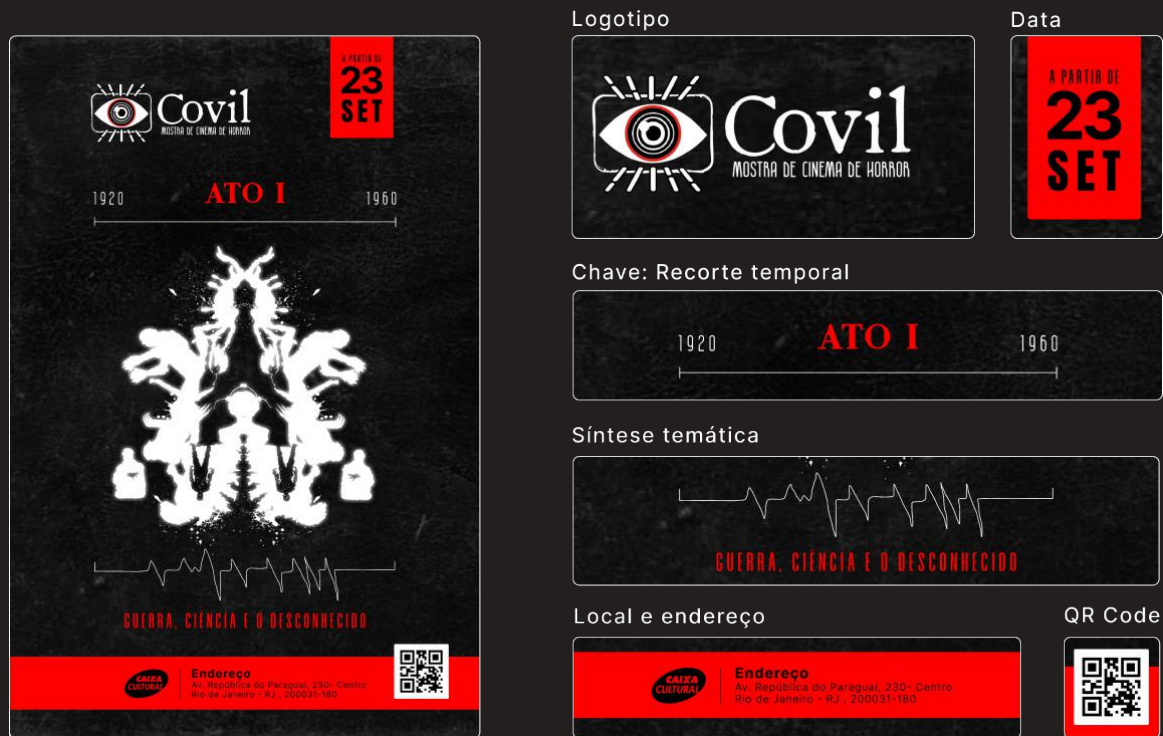 A PARTIR DE
23
SET
Covil
MOSTRA DE CINEMA DE HORROR
1920
ATO I
1960
GUERRA, CIÊNCIA E O DESCONHECIDO
CAIXA
CULTURAL
Endereço
Av. República do Paraguai, 230- Centro
Rio de Janeiro - RJ , 200031-180
Logotipo
Covil
MOSTRA DE CINEMA DE HORROR
Data
A PARTIR DE
23
SET
Chave: Recorte temporal
1920
ATO I
1960
Síntese temática
GUERRA, CIÊNCIA E O DESCONHECIDO
Local e endereço
CAIXA
CULTURAL
Endereço
Av. República do Paraguai, 230- Centro
Rio de Janeiro - RJ , 200031-180
QR Code